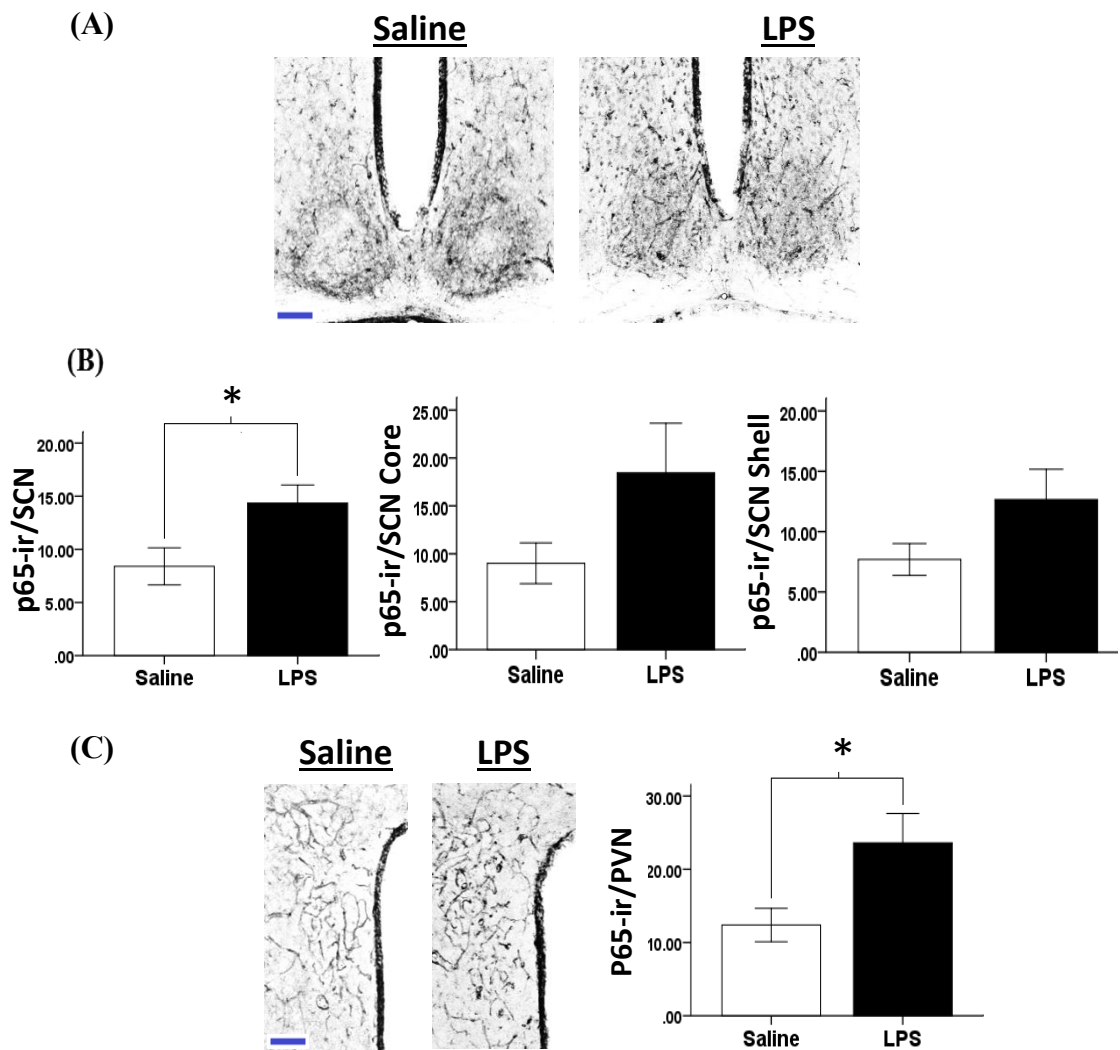 (A)
Saline LPS
(B)
*
p65-ir/SCN
20.00
15.00
10.00
5.00
.00
Saline LPS
p65-ir/SCN Core
25.00
20.00
15.00
10.00
5.00
.00
Saline LPS
p65-ir/SCN Shell
20.00
15.00
10.00
5.00
.00
Saline LPS
(C)
Saline LPS
*
P65-ir/PVN
30.00
20.00
10.00
.00
Saline LPS